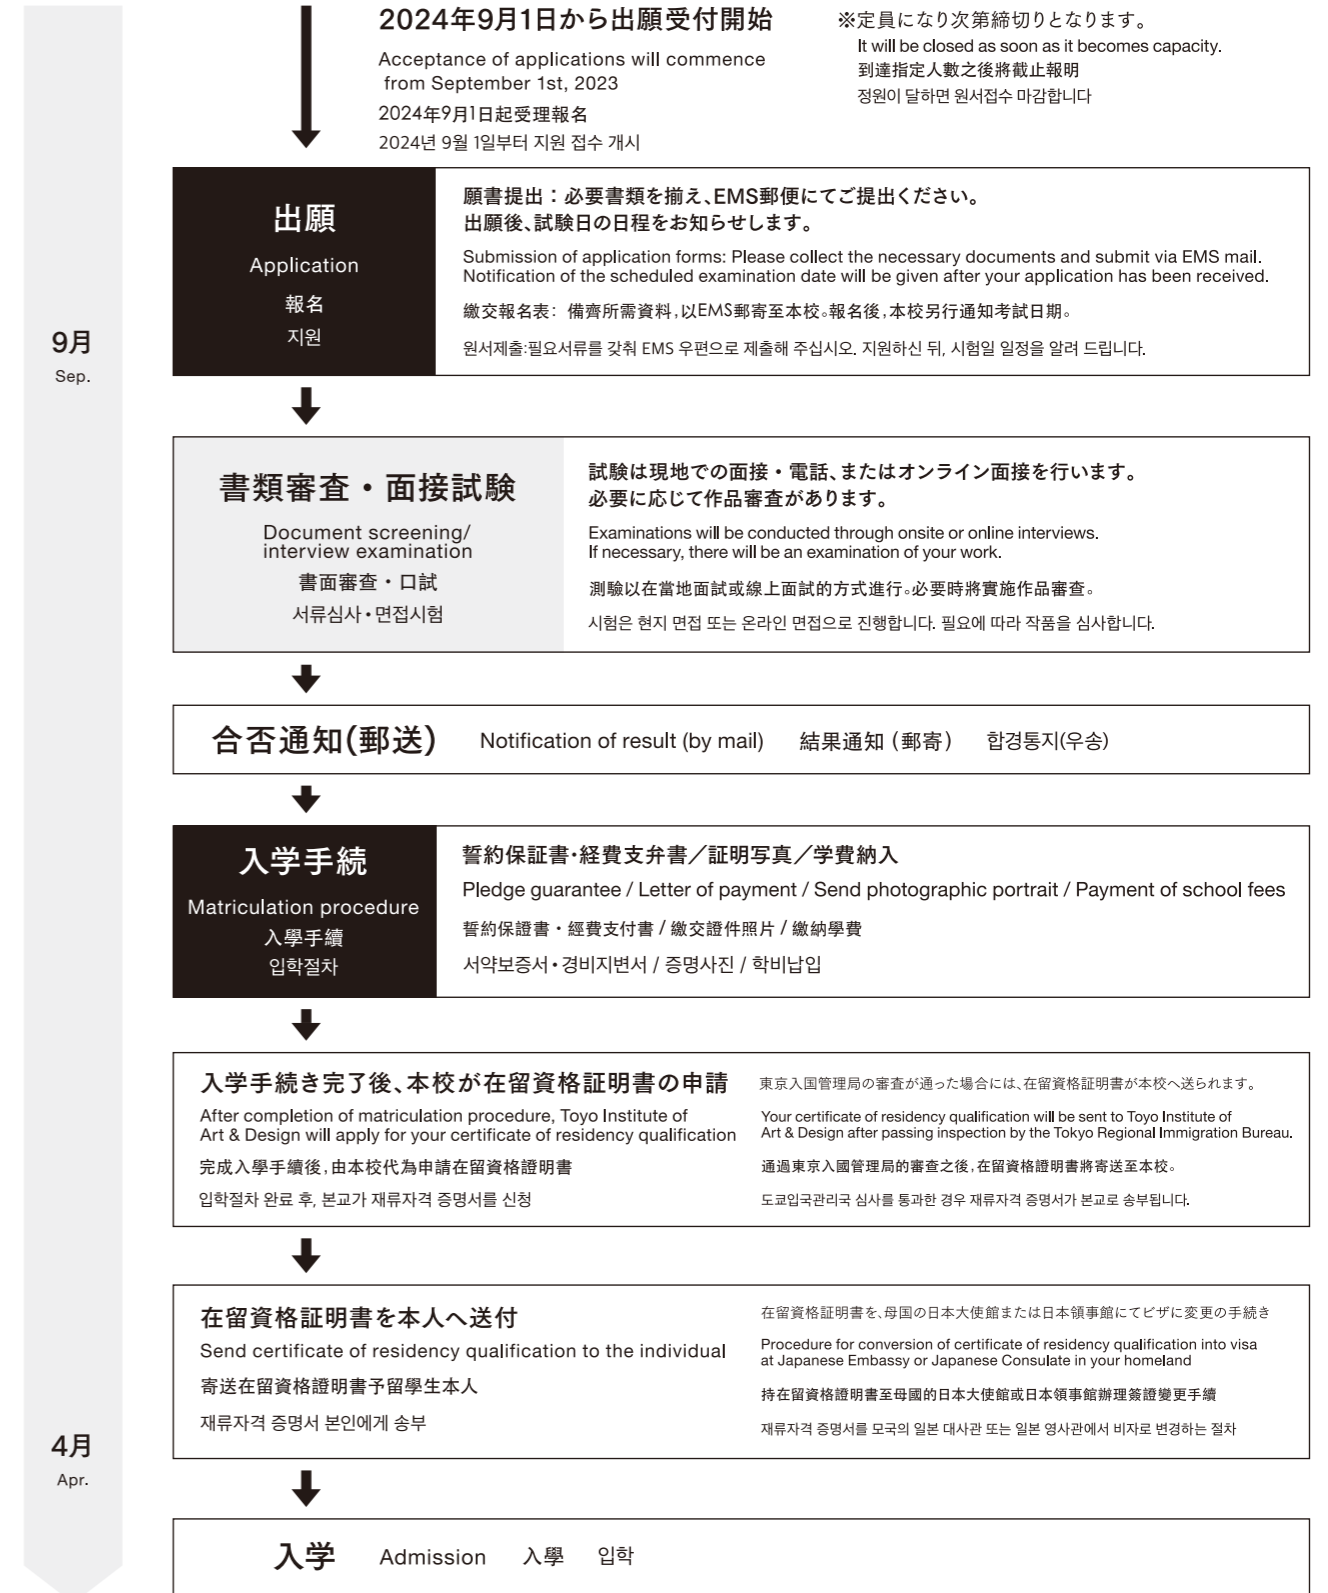 2024年9月1日から出願受付開始
Acceptance of applications will commence
from September 1st, 2023
2024年9月1日起受理報名
2024년 9월 1일부터 지원 접수 개시
※定員になり次第締切りとなります。
It will be closed as soon as it becomes capacity.
到達指定人數之後將截止報明
정원이 달하면 원서접수 마감합니다
9月
Sep.
出願
Application
報名
지원
願書提出：必要書類を揃え、EMS郵便にてご提出ください。
出願後、試験日の日程をお知らせします。
Submission of application forms: Please collect the necessary documents and submit via EMS mail.
Notification of the scheduled examination date will be given after your application has been received.
繳交報名表： 備齊所需資料，以EMS郵寄至本校。報名後，本校另行通知考試日期。
원서제출:필요서류를 갖춰 EMS 우편으로 제출해 주십시오. 지원하신 뒤, 시험일 일정을 알려 드립니다.
書類審査・面接試験
Document screening/
interview examination
書面審查・口試
서류심사・면접시험
試験は現地での面接・電話、またはオンライン面接を行います。
必要に応じて作品審査があります。
Examinations will be conducted through onsite or online interviews.
If necessary, there will be an examination of your work.
測驗以在當地面試或線上面試的方式進行。必要時將實施作品審查。
시험은 현지 면접 또는 온라인 면접으로 진행합니다. 필요에 따라 작품을 심사합니다.
合否通知(郵送)
Notification of result (by mail)
結果通知（郵寄）
합경통지(우송)
入学手続
Matriculation procedure
入學手續
입학절차
誓約保証書・経費支弁書／証明写真／学費納入
Pledge guarantee / Letter of payment / Send photographic portrait / Payment of school fees
誓約保證書・經費支付書 / 繳交證件照片 / 繳納學費
서약보증서・경비지변서 / 증명사진 / 학비납입
入学手続き完了後、本校が在留資格証明書の申請
After completion of matriculation procedure, Toyo Institute of
Art & Design will apply for your certificate of residency qualification
完成入學手續後，由本校代為申請在留資格證明書
입학절차 완료 후, 본교가 재류자격 증명서를 신청
東京入国管理局の審査が通った場合には、在留資格証明書が本校へ送られます。
Your certificate of residency qualification will be sent to Toyo Institute of
Art & Design after passing inspection by the Tokyo Regional Immigration Bureau.
通過東京入國管理局的審查之後，在留資格證明書將寄送至本校。
도쿄입국관리국 심사를 통과한 경우 재류자격 증명서가 본교로 송부됩니다.
在留資格証明書を本人へ送付
Send certificate of residency qualification to the individual
寄送在留資格證明書予留學生本人
재류자격 증명서 본인에게 송부
在留資格証明書を、母国の日本大使館または日本領事館にてビザに変更の手続き
Procedure for conversion of certificate of residency qualification into visa
at Japanese Embassy or Japanese Consulate in your homeland
持在留資格證明書至母國的日本大使館或日本領事館辦理簽證變更手續
재류자격 증명서를 모국의 일본 대사관 또는 일본 영사관에서 비자로 변경하는 절차
4月
Apr.
入学
Admission
入學
입학